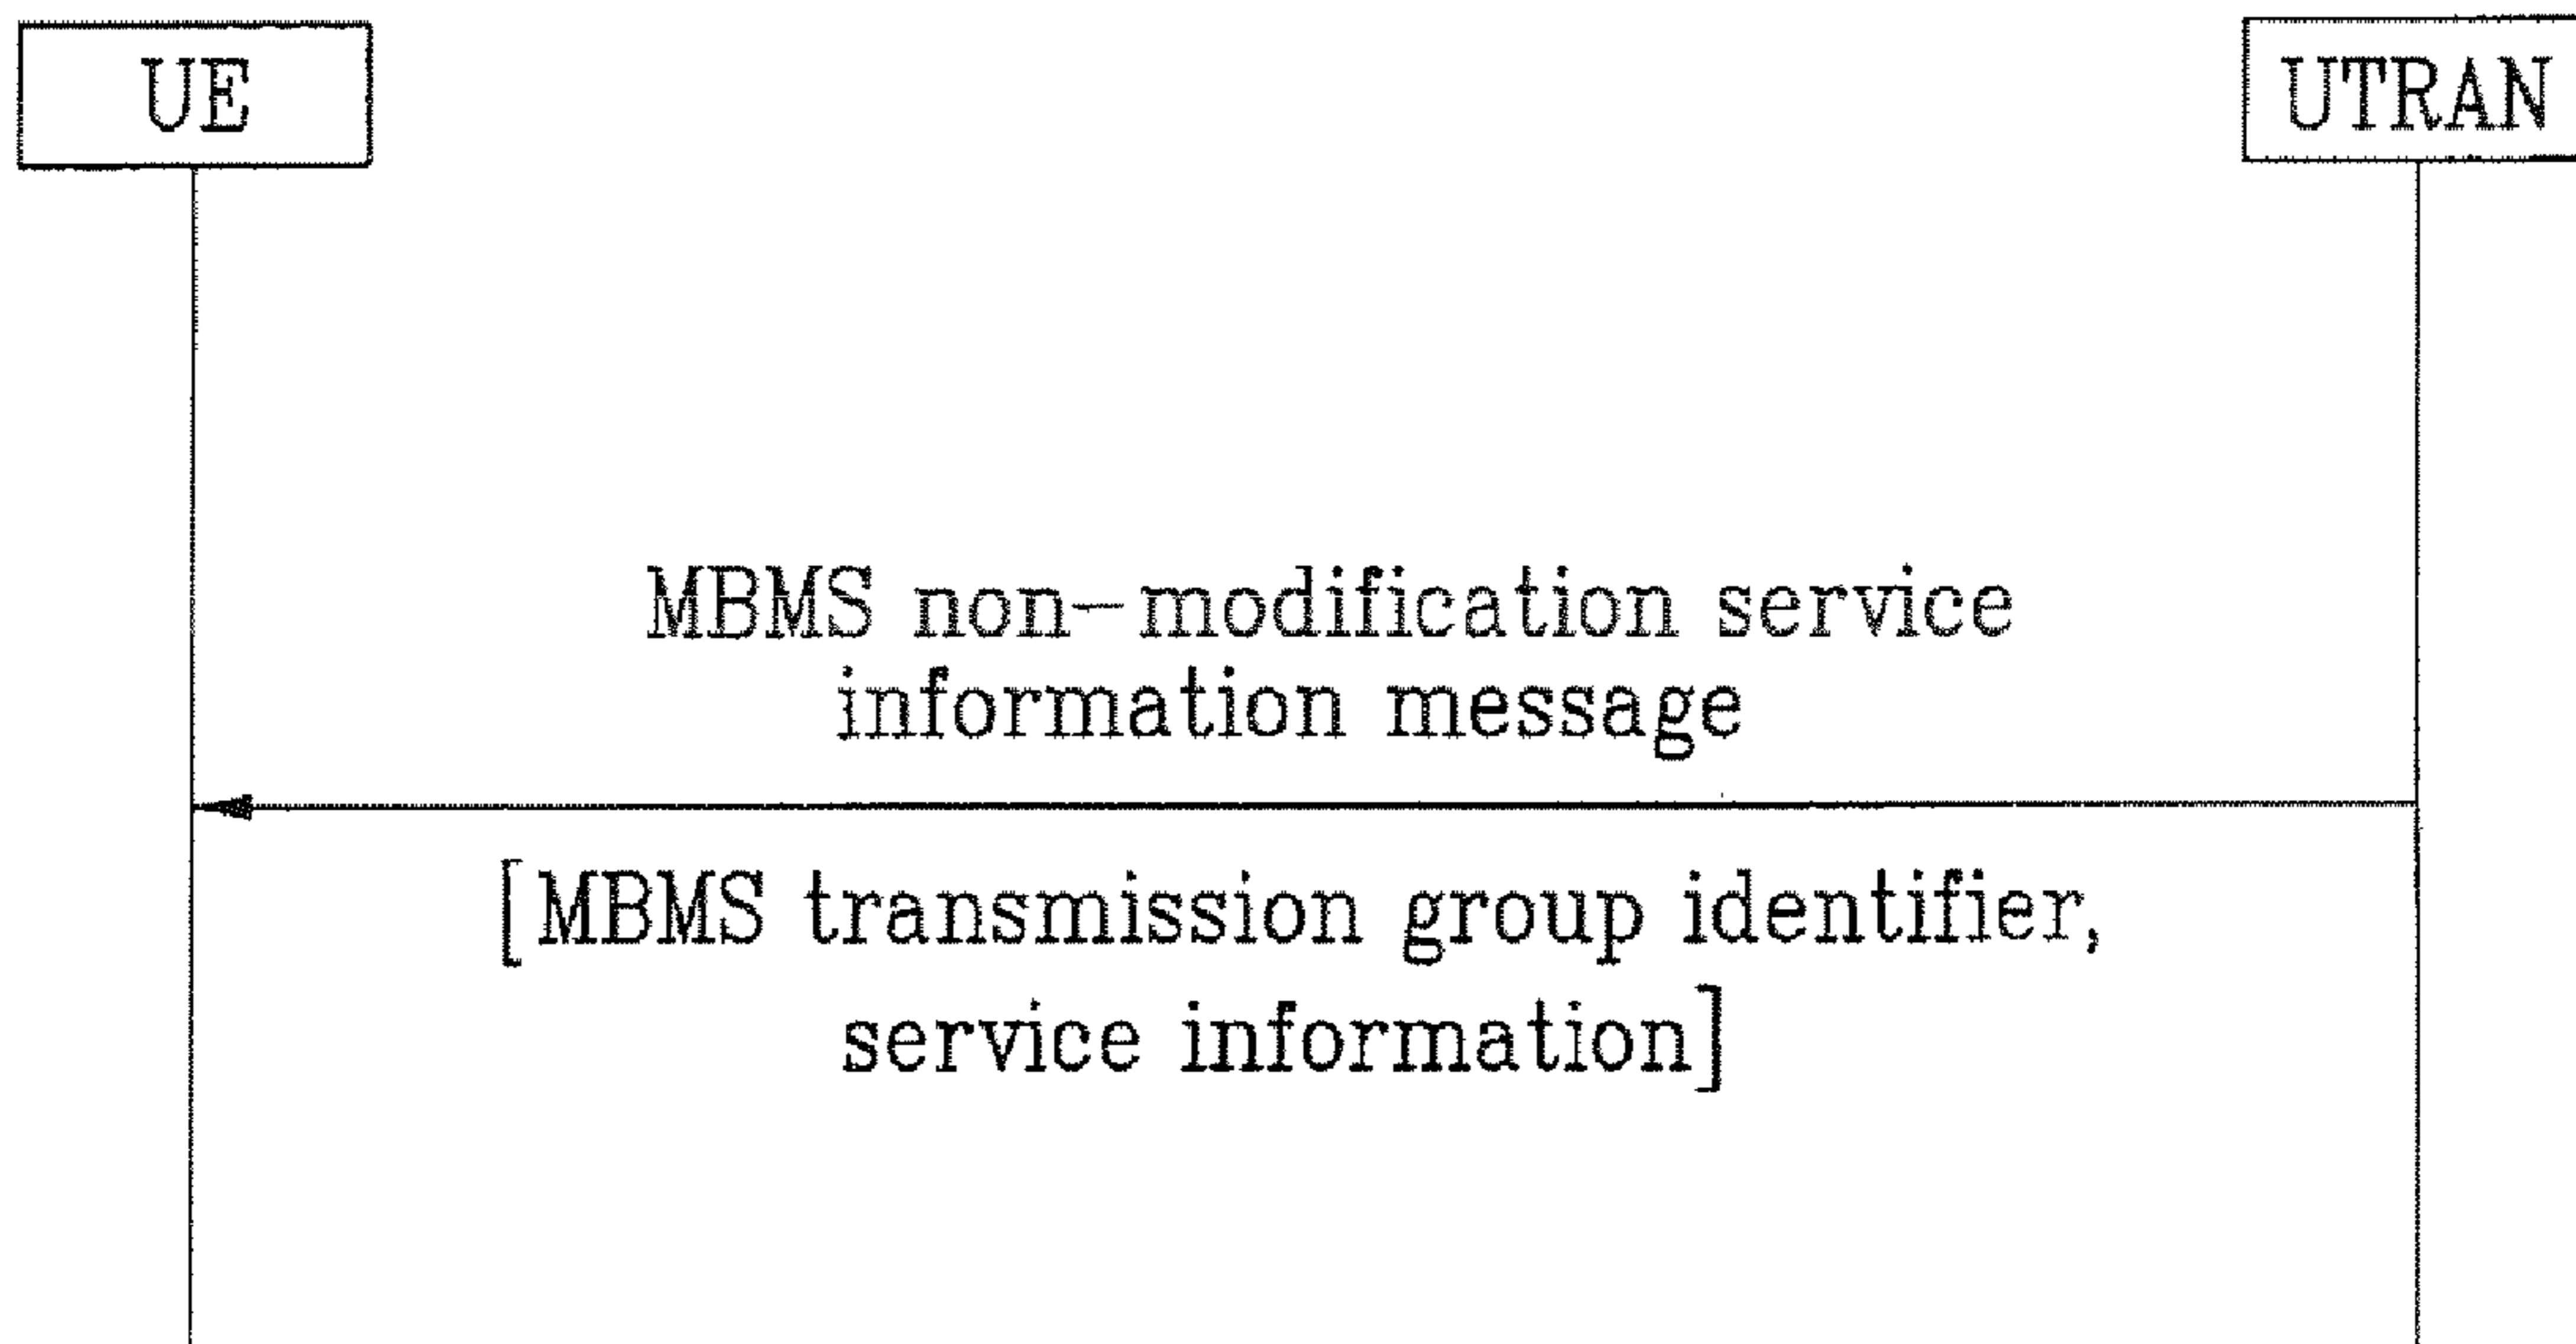 UE
UTRAN
MBMS non-modification service
information message
[MBMS transmission group identifier,
service information]